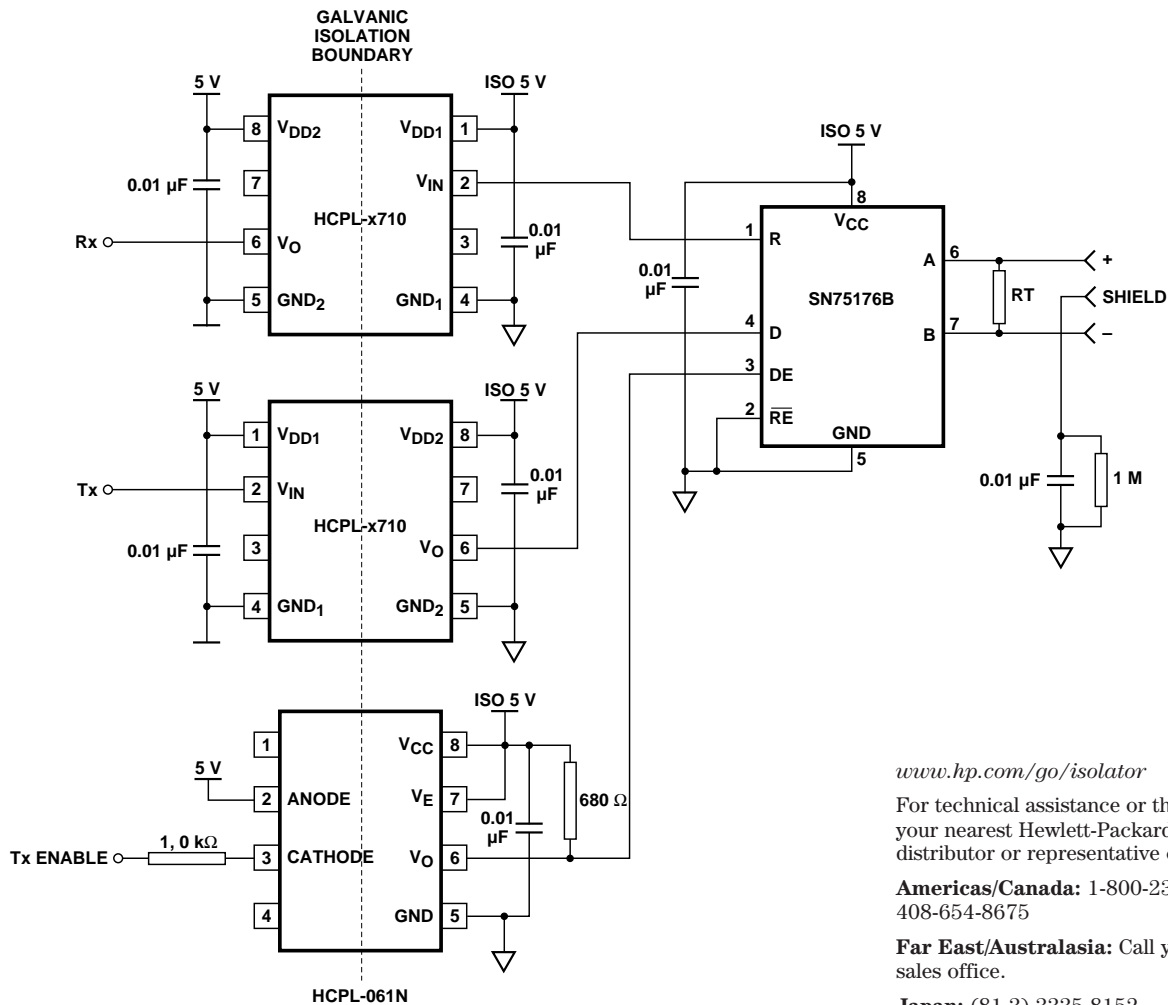 GALVANIC
ISOLATION
BOUNDARY
5 V
ISO 5 V
8 VDD2
VDD1 1
0.01 µF
7
VIN 2
HCPL-x710
Rx
6 VO
3
0.01
µF
5 GND2
GND1 4
ISO 5 V
8
VCC
1
R
0.01
µF
SN75176B
A
6
+
RT
SHIELD
4
D
B
7
–
3
DE
2
RE
GND
5
0.01 µF
1 M
5 V
ISO 5 V
1 VDD1
VDD2 8
0.01
µF
Tx
2 VIN
7
HCPL-x710
0.01 µF
3
VO 6
4 GND1
GND2 5
ISO 5 V
1
VCC 8
5 V
2 ANODE
VE 7
680 Ω
0.01
µF
1, 0 kΩ
Tx ENABLE
3 CATHODE
VO 6
4
GND 5
HCPL-061N
www.hp.com/go/isolator
For technical assistance or th
your nearest Hewlett-Packar
distributor or representative
Americas/Canada: 1-800-23
408-654-8675
Far East/Australasia: Call y
sales office.